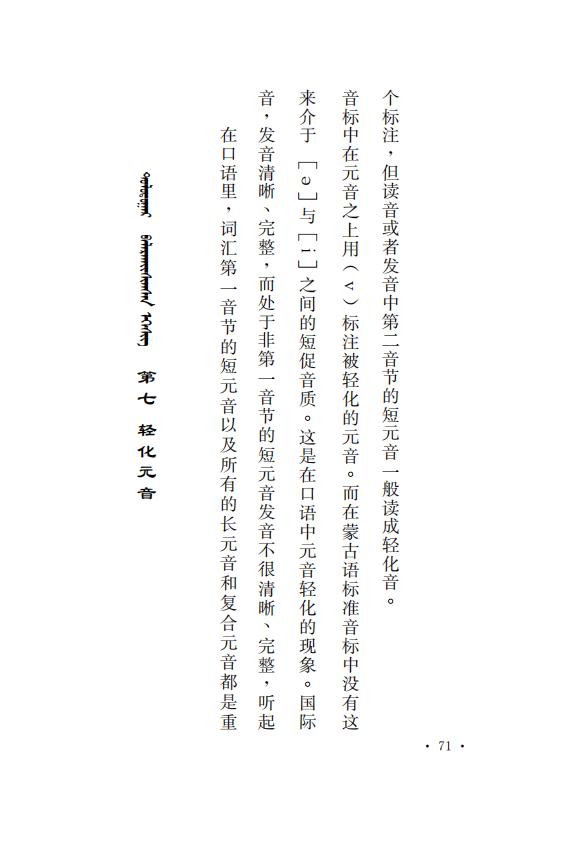 第七 轻化元音
在口语里，词汇第一音节的短元音以及所有的长元音和复合元音都是重
音，发音清晰、完整，而处于非第一音节的短元音发音不很清晰、完整，听起
来介于［e］与［i］之间的短促音质。这是在口语中元音轻化的现象。国际
音标中在元音之上用（v）标注被轻化的元音。而在蒙古语标准音标中没有这
个标注，但读音或者发音中第二音节的短元音一般读成轻化音。
· 71 ·